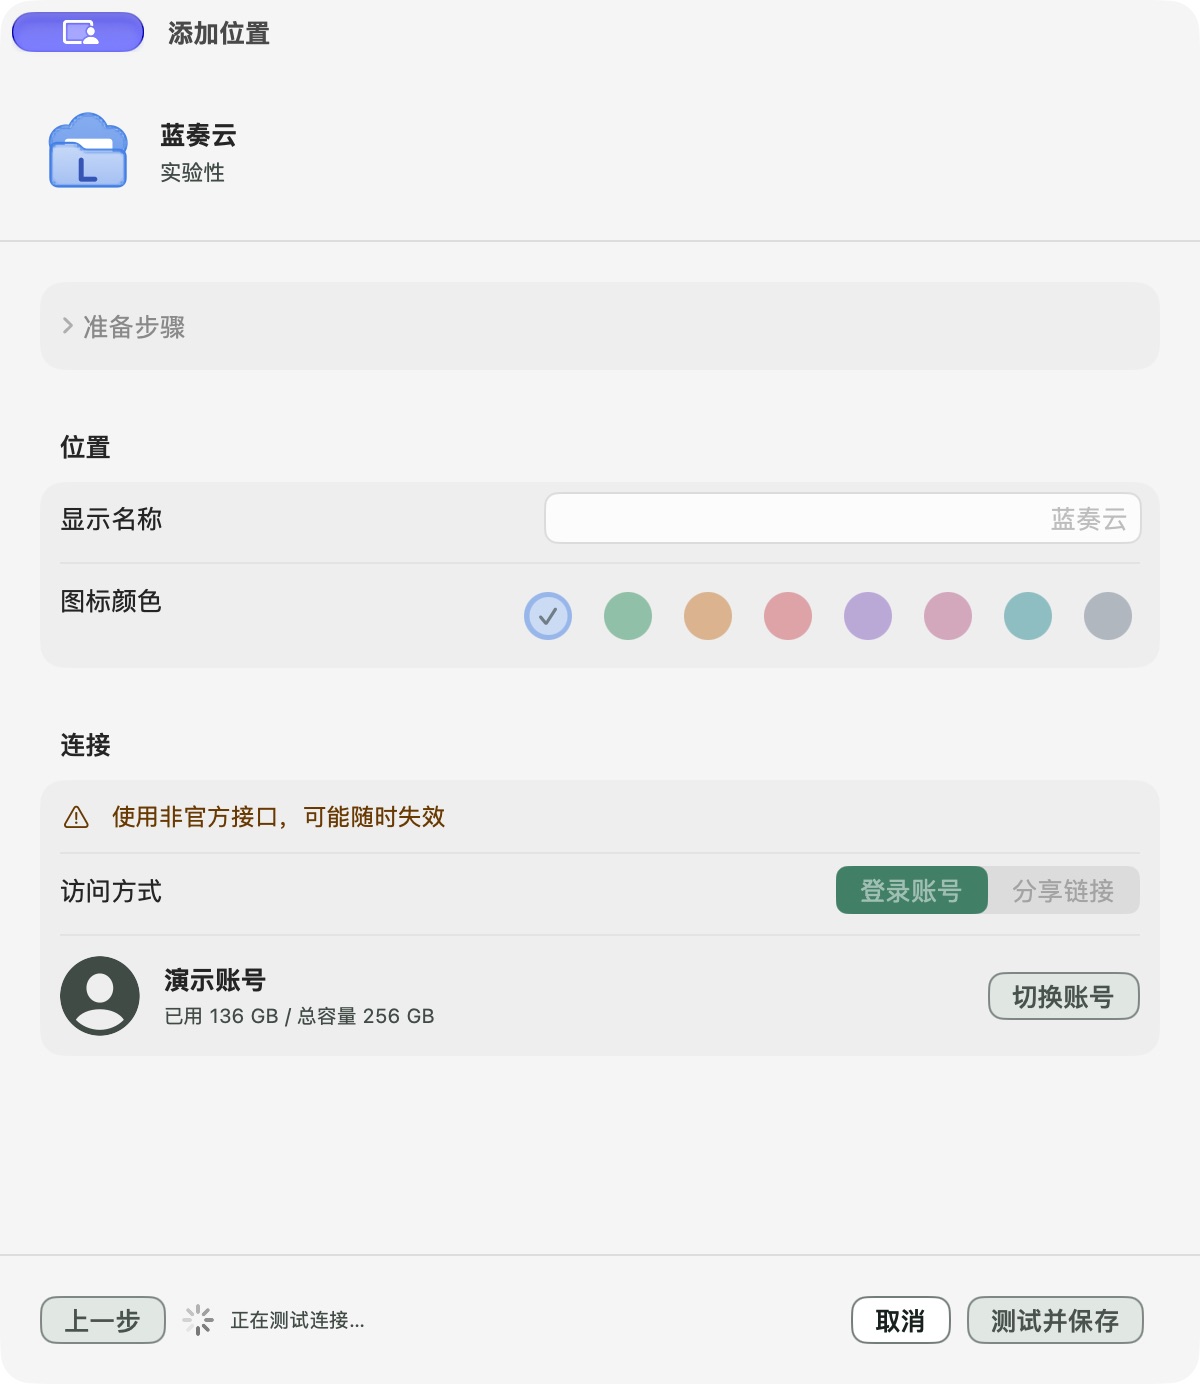 添加位置
蓝奏云
实验性
L
准备步骤
位置
显示名称
蓝奏云
图标颜色
连接
使用非官方接口，可能随时失效
访问方式
登录账号
分享链接
演示账号
已用 136 GB / 总容量 256 GB
切换账号
上一步
正在测试连接...
取消
测试并保存